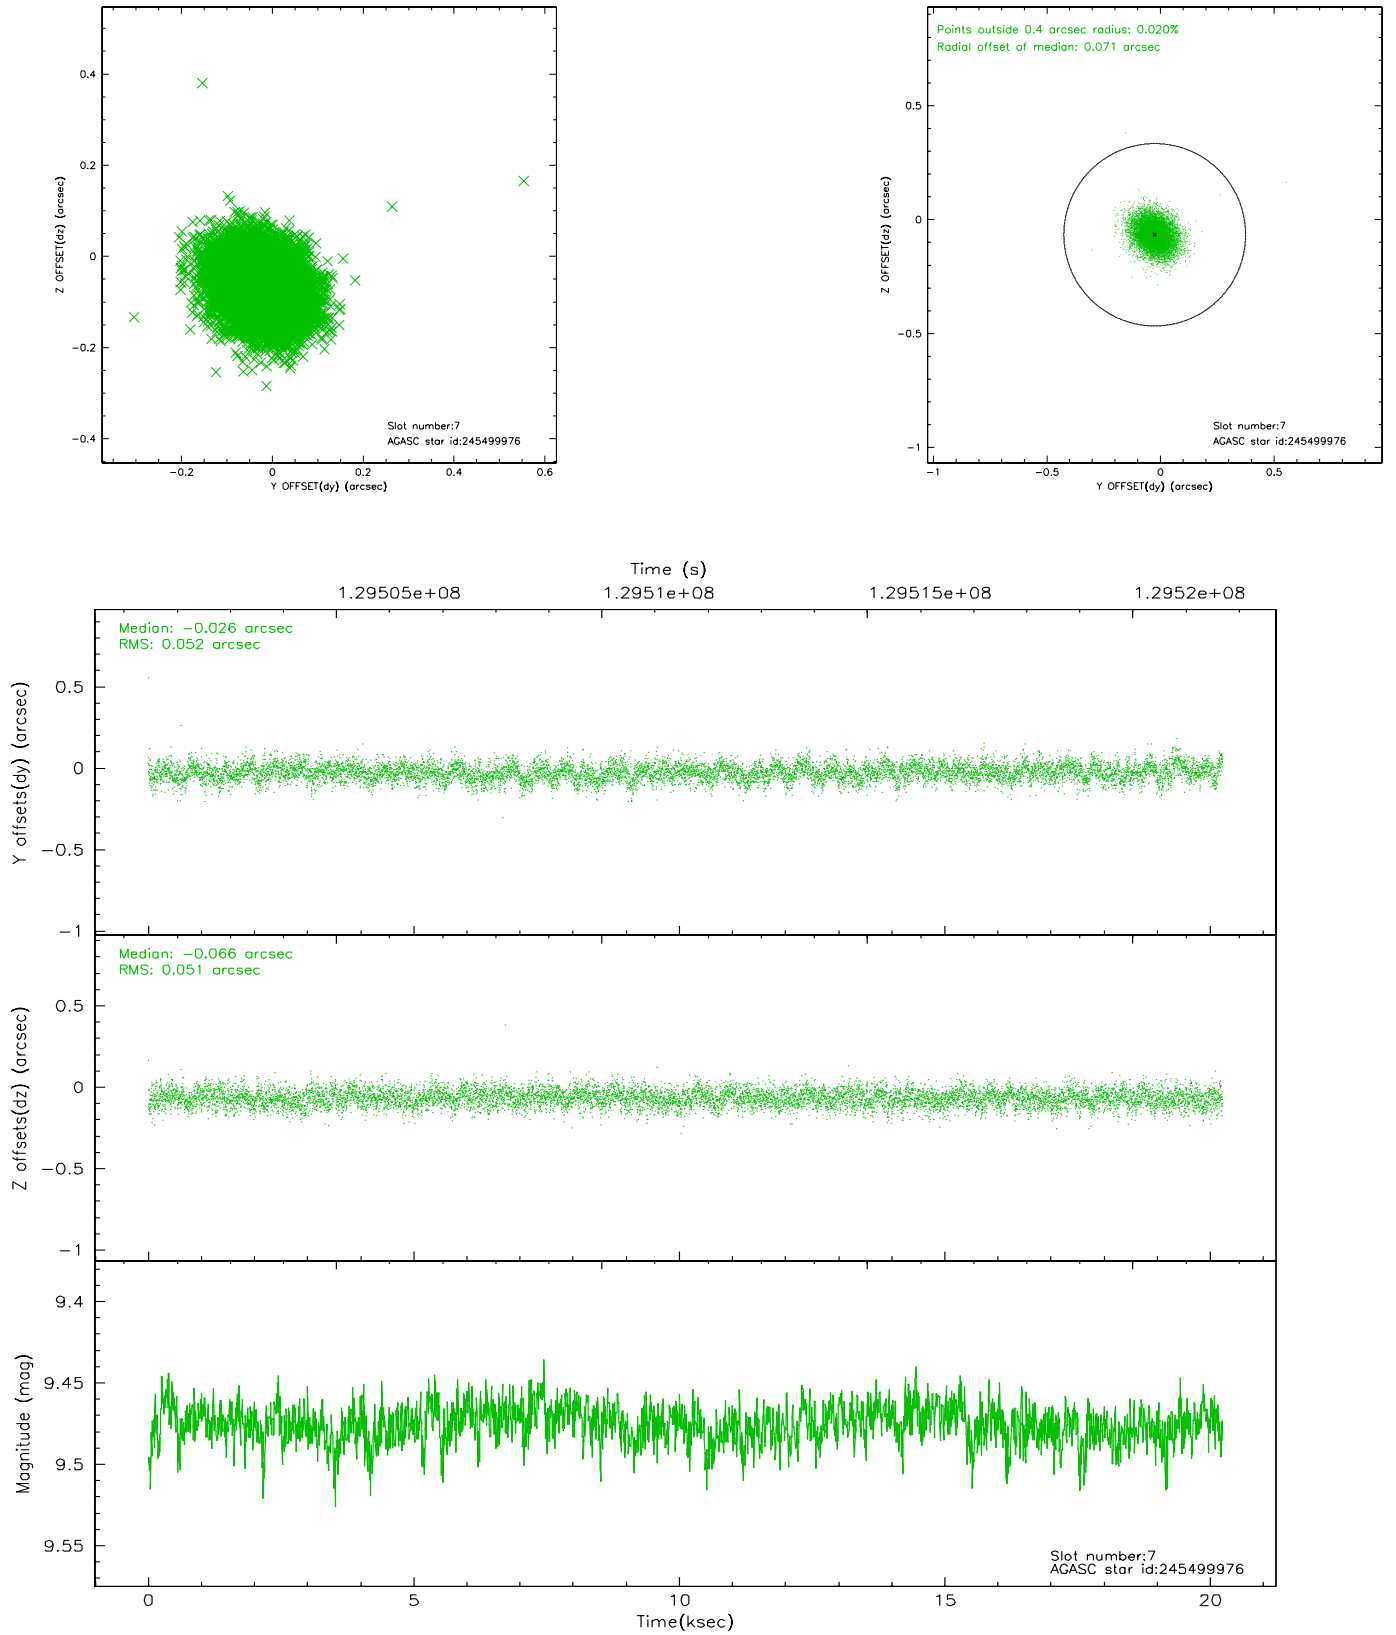 0.4
0.2
0
−0.2
−0.4
Z OFFSET(dz) (arcsec)
Slot number:7
AGASC star id:245499976
−0.2 0 0.2 0.4 0.6
Y OFFSET(dy) (arcsec)
Points outside 0.4 arcsec radius: 0.020%
Radial offset of median: 0.071 arcsec
0.5
0
−0.5
−1
Z OFFSET(dz) (arcsec)
Slot number:7
AGASC star id:245499976
−1 −0.5 0 0.5
Y OFFSET(dy) (arcsec)
Time (s)
1.29505e+08 1.2951e+08 1.29515e+08 1.2952e+08
Median: −0.026 arcsec
RMS: 0.052 arcsec
0.5
0
−0.5
−1
Y offsets(dy) (arcsec)
Median: −0.066 arcsec
RMS: 0.051 arcsec
0.5
0
−0.5
−1
Z offsets(dz) (arcsec)
9.4
9.45
9.5
9.55
Magnitude (mag)
Slot number:7
AGASC star id:245499976
0 5 10 15 20
Time(ksec)